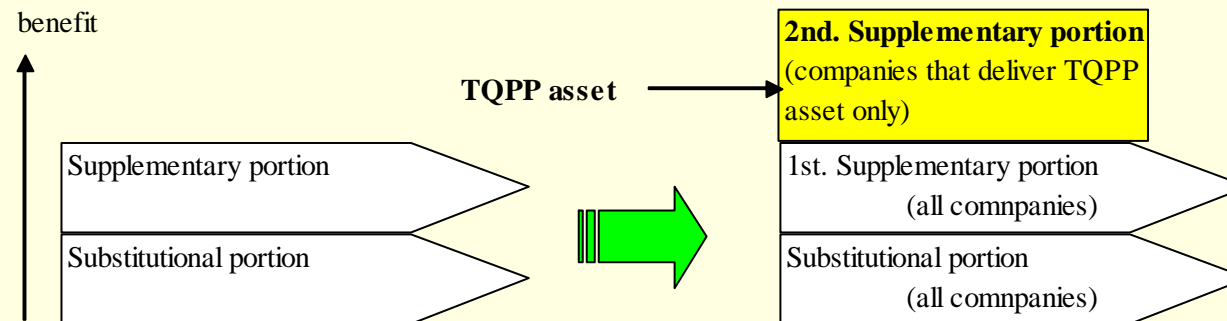 benefit
2nd. Supplementary portion
(companies that deliver TQPP
asset only)
TQPP asset
Supplementary portion
1st. Supplementary portion
(all comnpanies)
Substitutional portion
Substitutional portion
(all comnpanies)